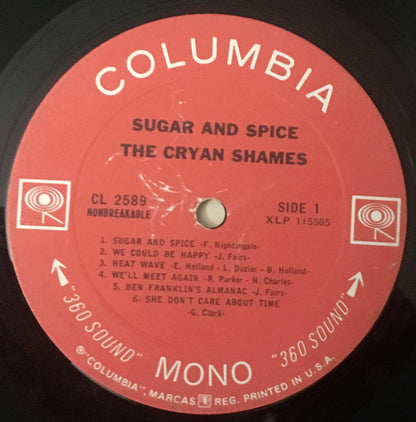 COLUMBIA
SUGAR AND SPICE
THE CRYAN SHAMES
CL 2589
NONBREAKABLE
SIDE 1
XLP 115505
1. SUGAR AND SPICE -F. Nightingale-
2. WE COULD BE HAPPY -J. Fairs-
3. HEAT WAVE -E. Holland - L. Dozier - B. Holland-
4. WE'LL MEET AGAIN -R. Parker - H. Charles-
5. BEN FRANKLIN'S ALMANAC -J. Fairs-
6. SHE DON'T CARE ABOUT TIME
-G. Clark-
"360 SOUND" MONO "360 SOUND"
℗"COLUMBIA", MARCAS REG. PRINTED IN U.S.A.